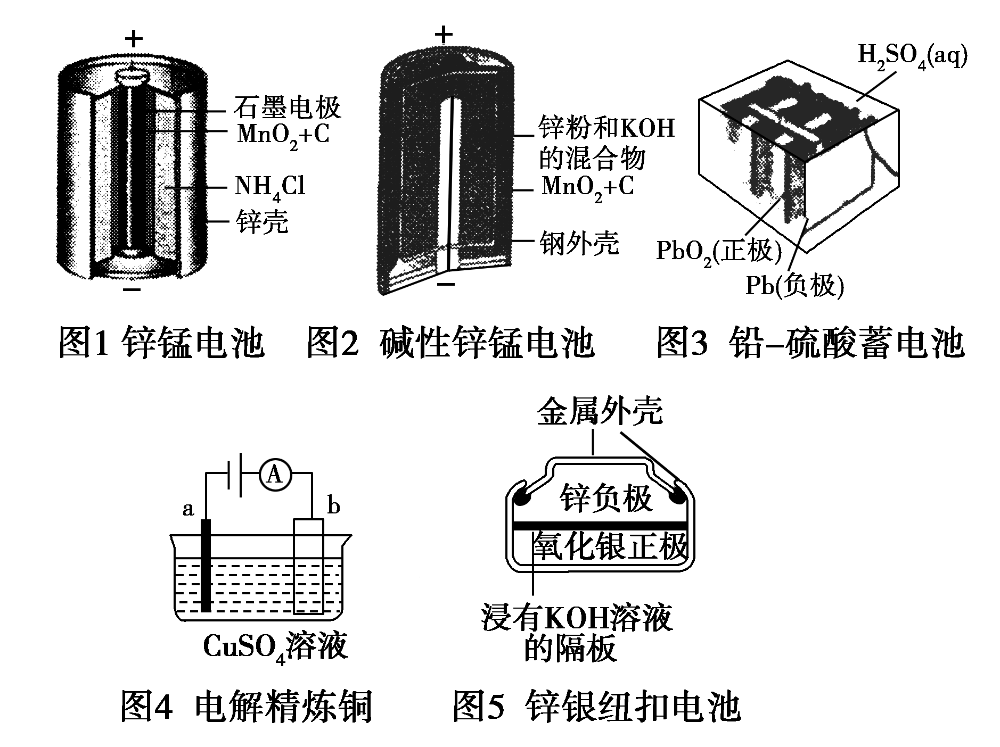 +
石墨电极
MnO₂+C
NH₄Cl
锌壳
−
图1 锌锰电池
+
锌粉和KOH
的混合物
MnO₂+C
钢外壳
−
图2 碱性锌锰电池
H₂SO₄(aq)
PbO₂(正极)
Pb(负极)
图3 铅–硫酸蓄电池
A
a
b
CuSO₄溶液
图4 电解精炼铜
金属外壳
锌负极
氧化银正极
浸有KOH溶液
的隔板
图5 锌银纽扣电池